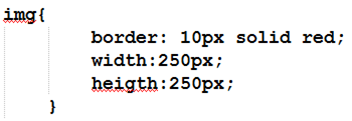 img{
border: 10px solid red;
width:250px;
heigth:250px;
}